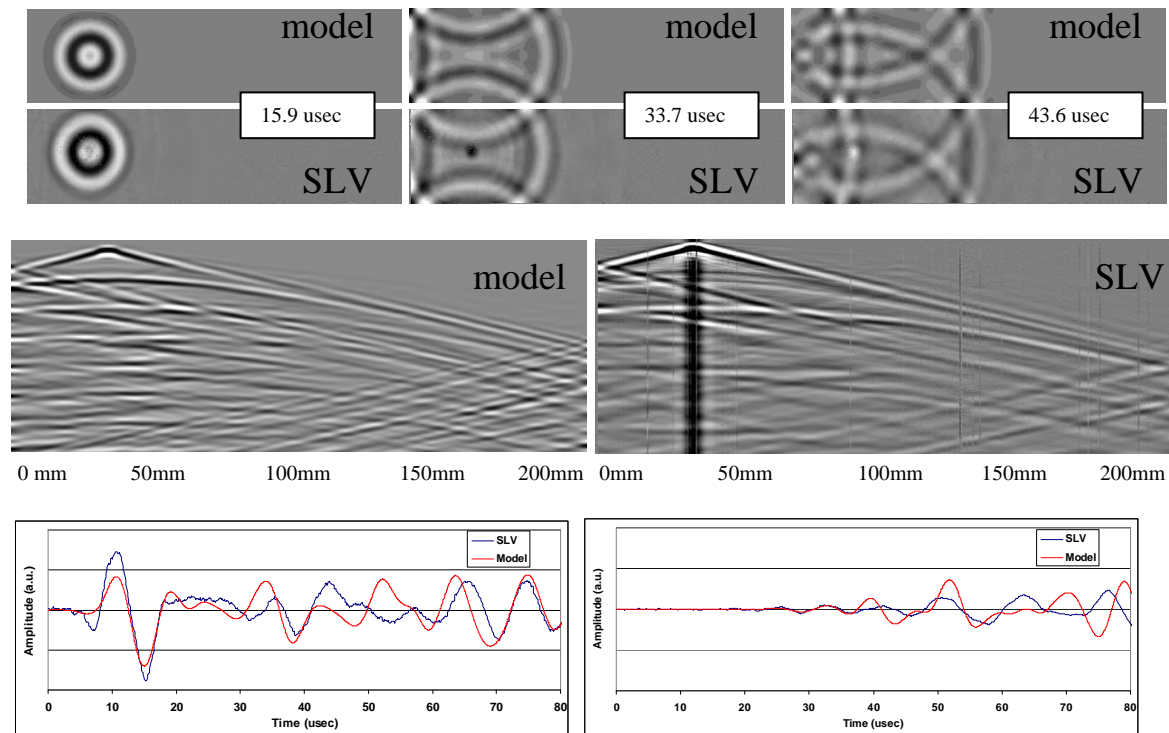 model
model
model
15.9 usec
33.7 usec
43.6 usec
SLV
SLV
SLV
model
SLV
0 mm 50mm 100mm 150mm 200mm
0mm 50mm 100mm 150mm 200mm
Amplitude (a.u.)
SLV
Model
0 10 20 30 40 50 60 70 80
Time (usec)
Amplitude (a.u.)
SLV
Model
0 10 20 30 40 50 60 70 80
Time (usec)